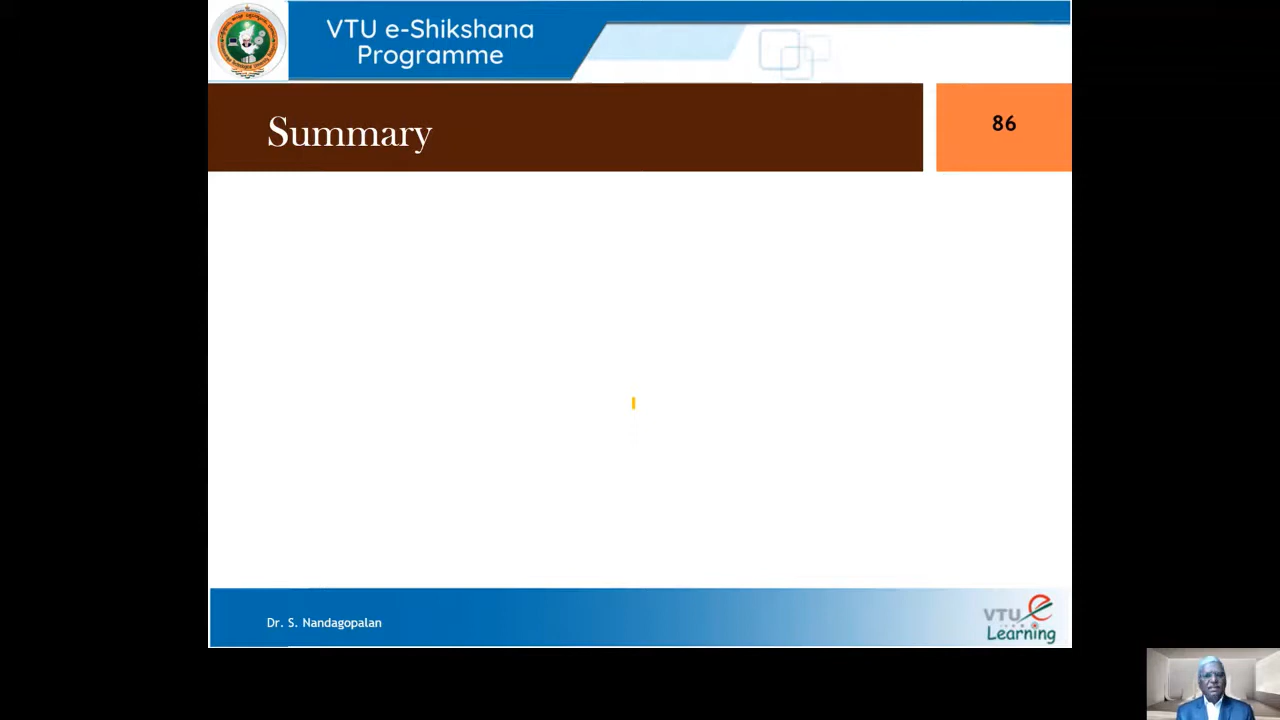 VTU e-Shikshana
Programme
Summary
86
Dr. S. Nandagopalan
VTU e
Learning